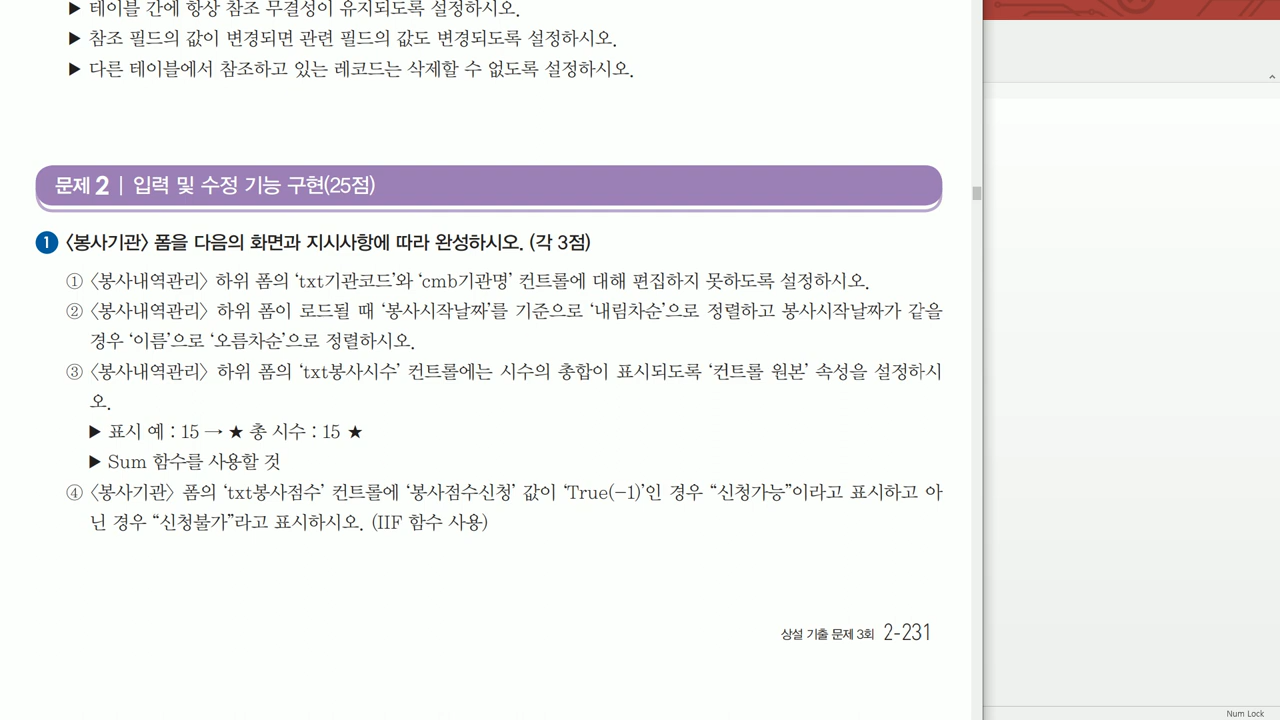 ▶ 테이블 간에 항상 참조 무결성이 유지되도록 설정하시오.
▶ 참조 필드의 값이 변경되면 관련 필드의 값도 변경되도록 설정하시오.
▶ 다른 테이블에서 참조하고 있는 레코드는 삭제할 수 없도록 설정하시오.
문제 2 | 입력 및 수정 기능 구현(25점)
1 〈봉사기관〉 폼을 다음의 화면과 지시사항에 따라 완성하시오. (각 3점)
① 〈봉사내역관리〉 하위 폼의 ‘txt기관코드’와 ‘cmb기관명’ 컨트롤에 대해 편집하지 못하도록 설정하시오.
② 〈봉사내역관리〉 하위 폼이 로드될 때 ‘봉사시작날짜’를 기준으로 ‘내림차순’으로 정렬하고 봉사시작날짜가 같을
경우 ‘이름’으로 ‘오름차순’으로 정렬하시오.
③ 〈봉사내역관리〉 하위 폼의 ‘txt봉사시수’ 컨트롤에는 시수의 총합이 표시되도록 ‘컨트롤 원본’ 속성을 설정하시
오.
▶ 표시 예 : 15 → ★ 총 시수 : 15 ★
▶ Sum 함수를 사용할 것
④ 〈봉사기관〉 폼의 ‘txt봉사점수’ 컨트롤에 ‘봉사점수신청’ 값이 ‘True(−1)’인 경우 “신청가능”이라고 표시하고 아
닌 경우 “신청불가”라고 표시하시오. (IIF 함수 사용)
상설 기출 문제 3회 2-231
Num Lock